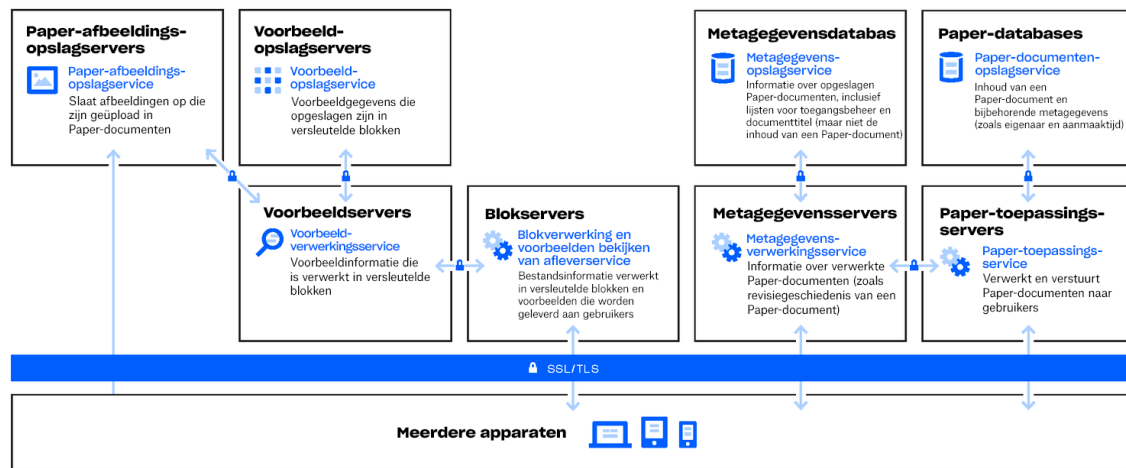 Paper-afbeeldings-
opslagservers
Paper-afbeeldings-
opslagservice
Slaat afbeeldingen op die
zijn geüpload in
Paper-documenten
Voorbeeld-
opslagservers
Voorbeeld-
opslagservice
Voorbeeldgegevens die
opgeslagen zijn in
versleutelde blokken
Metagegevensdatabas
Metagegevens-
opslagservice
Informatie over opgeslagen
Paper-documenten, inclusief
lijsten voor toegangsbeheer en
documenttitel (maar niet de
inhoud van een Paper-document)
Paper-databases
Paper-documenten-
opslagservice
Inhoud van een
Paper-document en
bijbehorende metagegevens
(zoals eigenaar en aanmaaktijd)
Voorbeeldservers
Voorbeeld-
verwerkingsservice
Voorbeeldinformatie die
is verwerkt in versleutelde
blokken
Blokservers
Blokverwerking en
voorbeelden bekijken
van afleverservice
Bestandsinformatie verwerkt
in versleutelde blokken en
voorbeelden die worden
geleverd aan gebruikers
Metagegevensservers
Metagegevens-
verwerkingsservice
Informatie over verwerkte
Paper-documenten (zoals
revisiegeschiedenis van een
Paper-document)
Paper-toepassings-
servers
Paper-toepassings-
service
Verwerkt en verstuurt
Paper-documenten naar
gebruikers
SSL/TLS
Meerdere apparaten